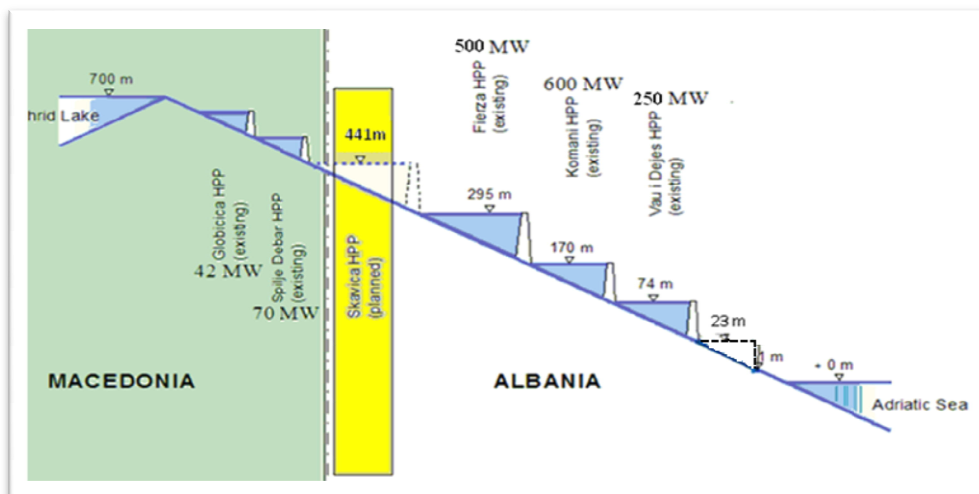 700 m
hrid Lake
Globicica HPP
(existing)
42 MW
Spilje Debar HPP
(existing)
70 MW
441m
Skavica HPP
(planned)
500 MW
Fierza HPP
(existing)
600 MW
Komani HPP
(existing)
250 MW
Vau i Dejes HPP
(existing)
295 m
170 m
74 m
23 m
1 m
+ 0 m
Adriatic Sea
MACEDONIA
ALBANIA